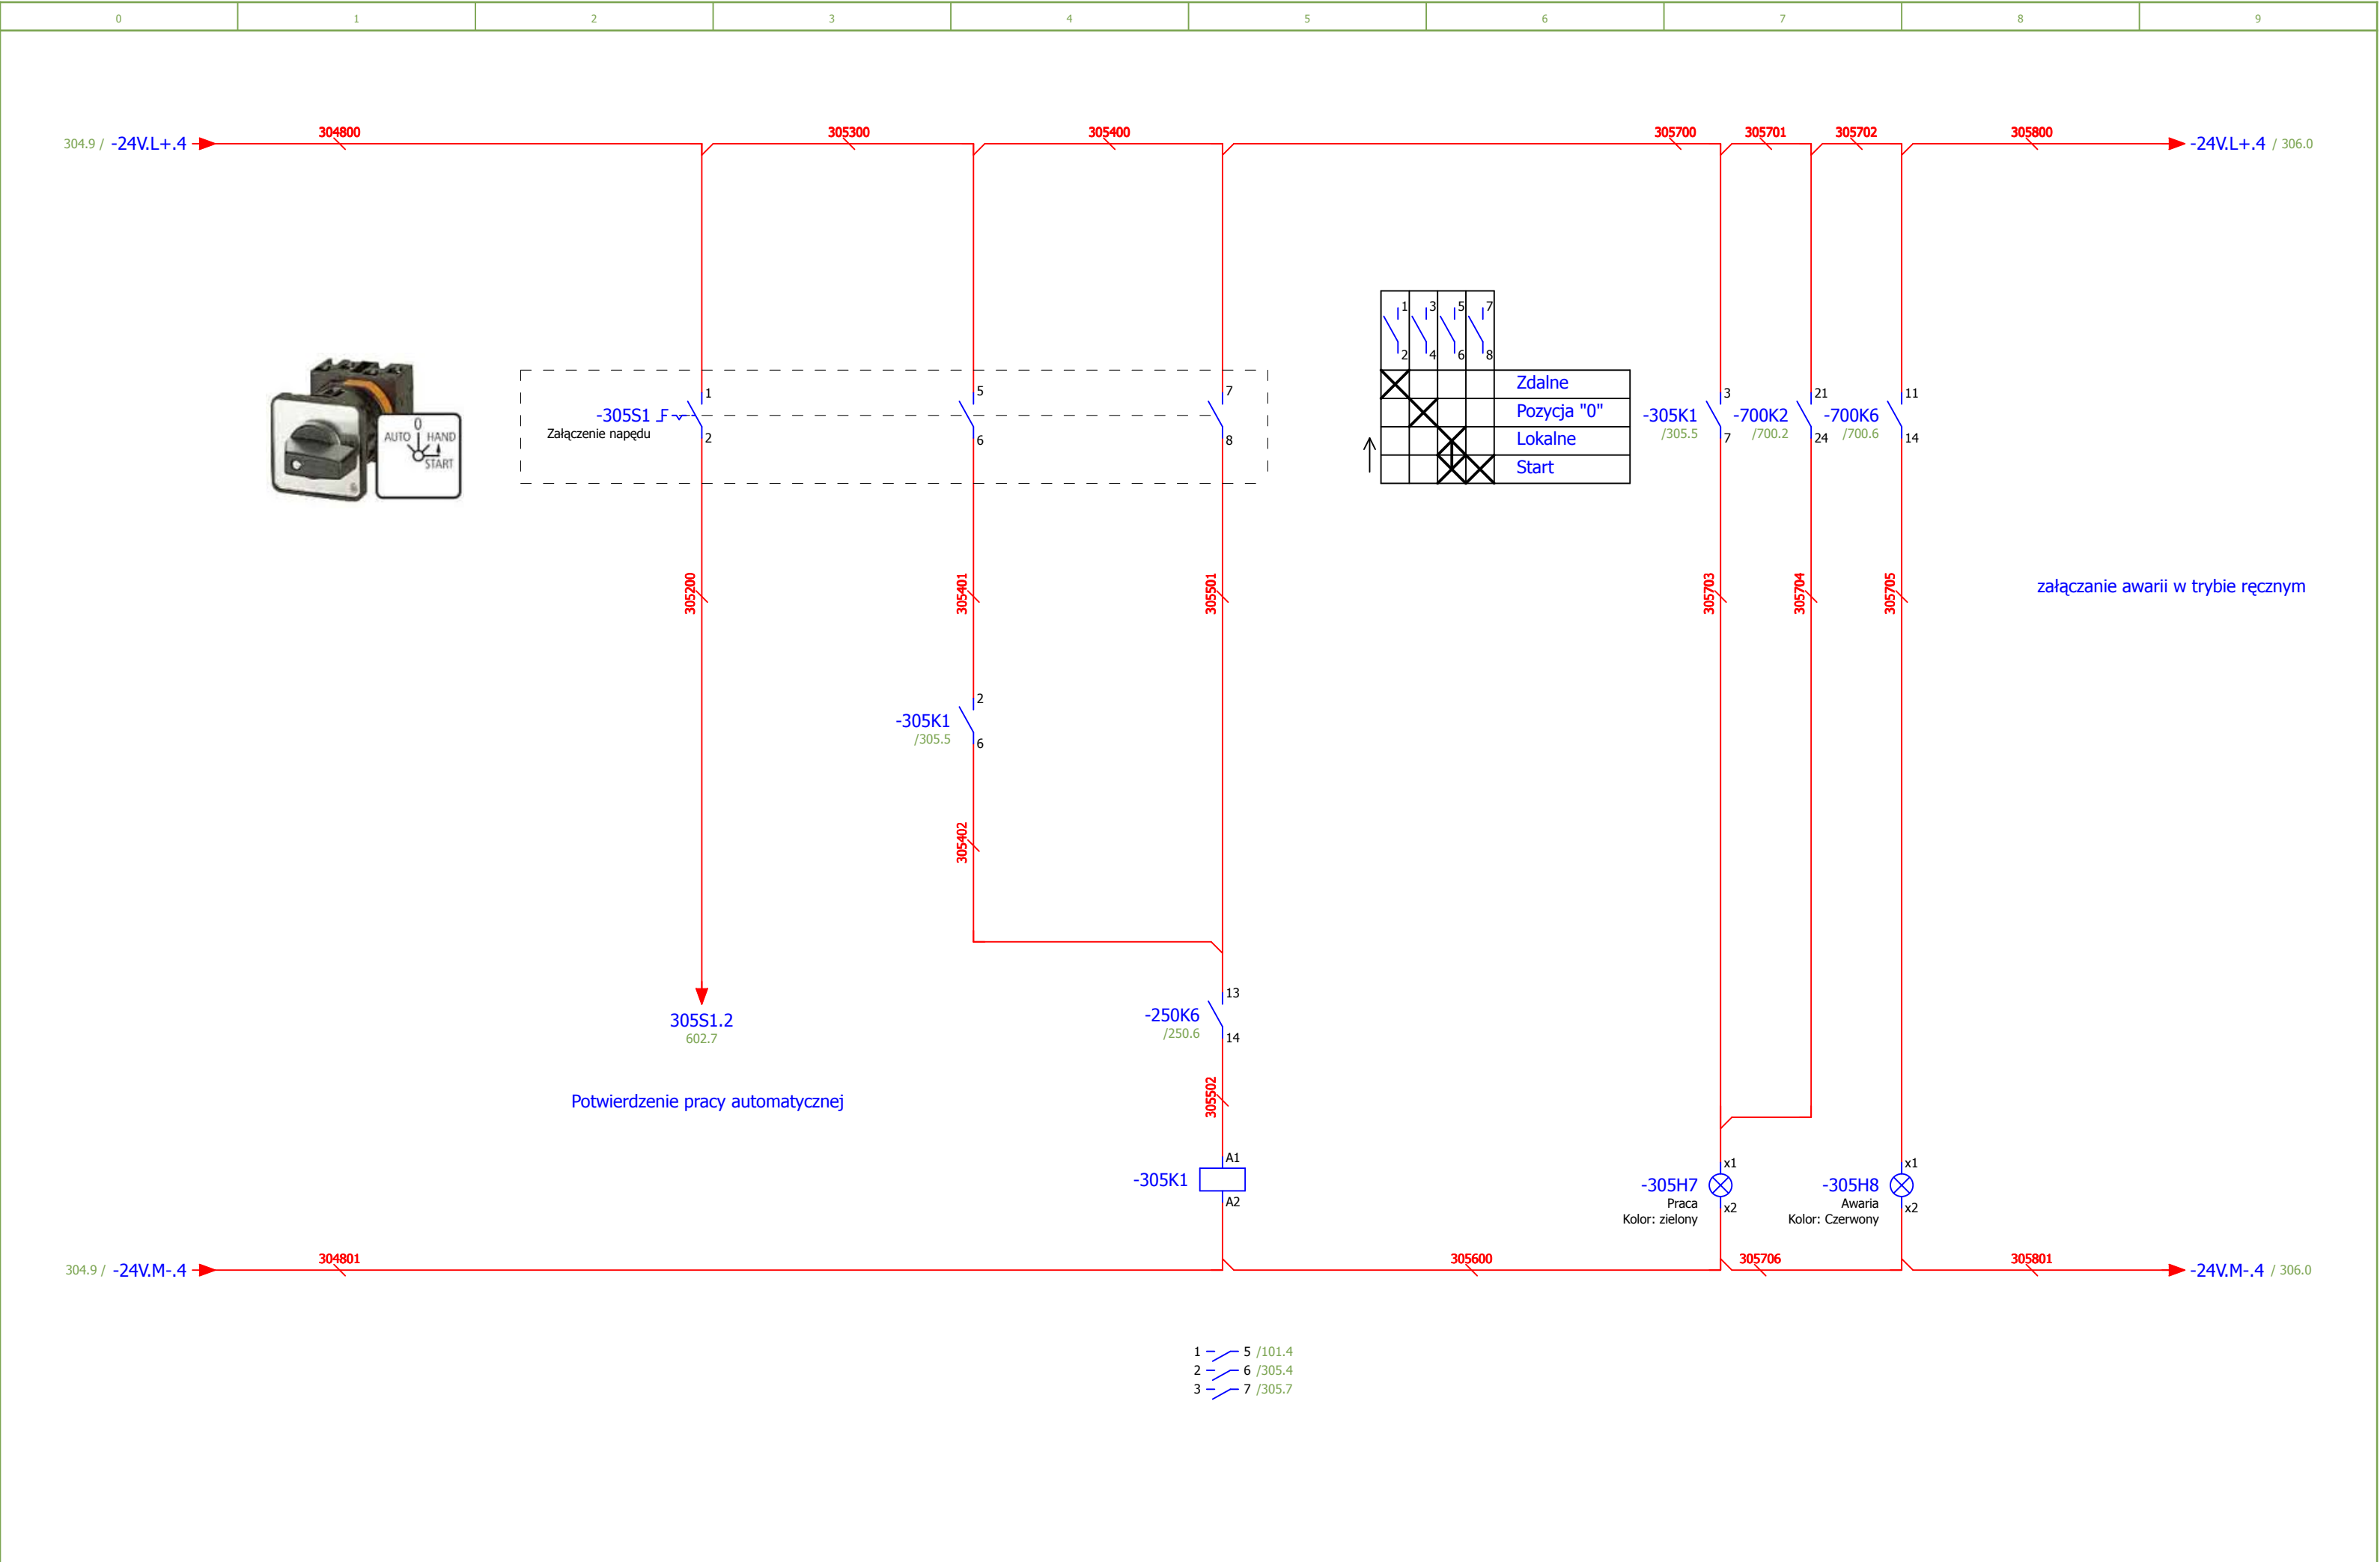 0 1 2 3 4 5 6 7 8 9
304.9 / -24V.L+.4
304800
305300
305400
305700
305701
305702
305800
-24V.L+.4 / 306.0
0
AUTO HAND
START
-305S1
Załączenie napędu
1
2
5
6
7
8
1 3 5 7
2 4 6 8
Zdalne
Pozycja "0"
Lokalne
Start
-305K1
/305.5
3
7
-700K2
/700.2
21
24
-700K6
/700.6
11
14
305200
305401
305501
305703
305704
305705
załączanie awarii w trybie ręcznym
-305K1
/305.5
2
6
305402
305S1.2
602.7
Potwierdzenie pracy automatycznej
-250K6
/250.6
13
14
305502
-305K1
A1
A2
-305H7
Praca
Kolor: zielony
x1
x2
-305H8
Awaria
Kolor: Czerwony
x1
x2
304.9 / -24V.M-.4
304801
305600
305706
305801
-24V.M-.4 / 306.0
1 5 /101.4
2 6 /305.4
3 7 /305.7